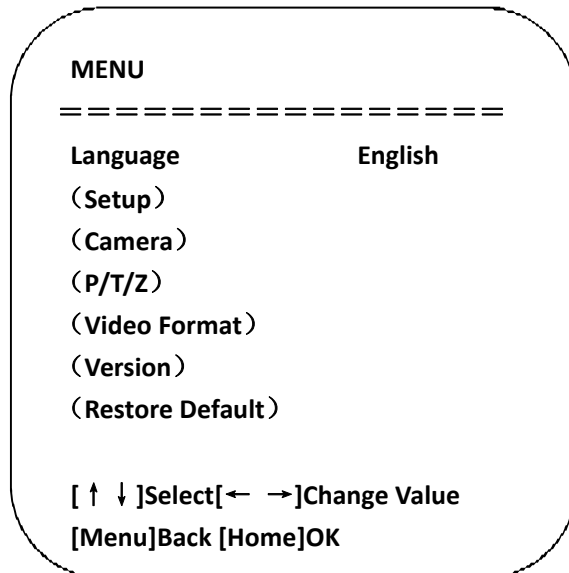 MENU
================
Language English
（Setup）
（Camera）
（P/T/Z）
（Video Format）
（Version）
（Restore Default）
[ ↑ ↓ ]Select[← →]Change Value
[Menu]Back [Home]OK